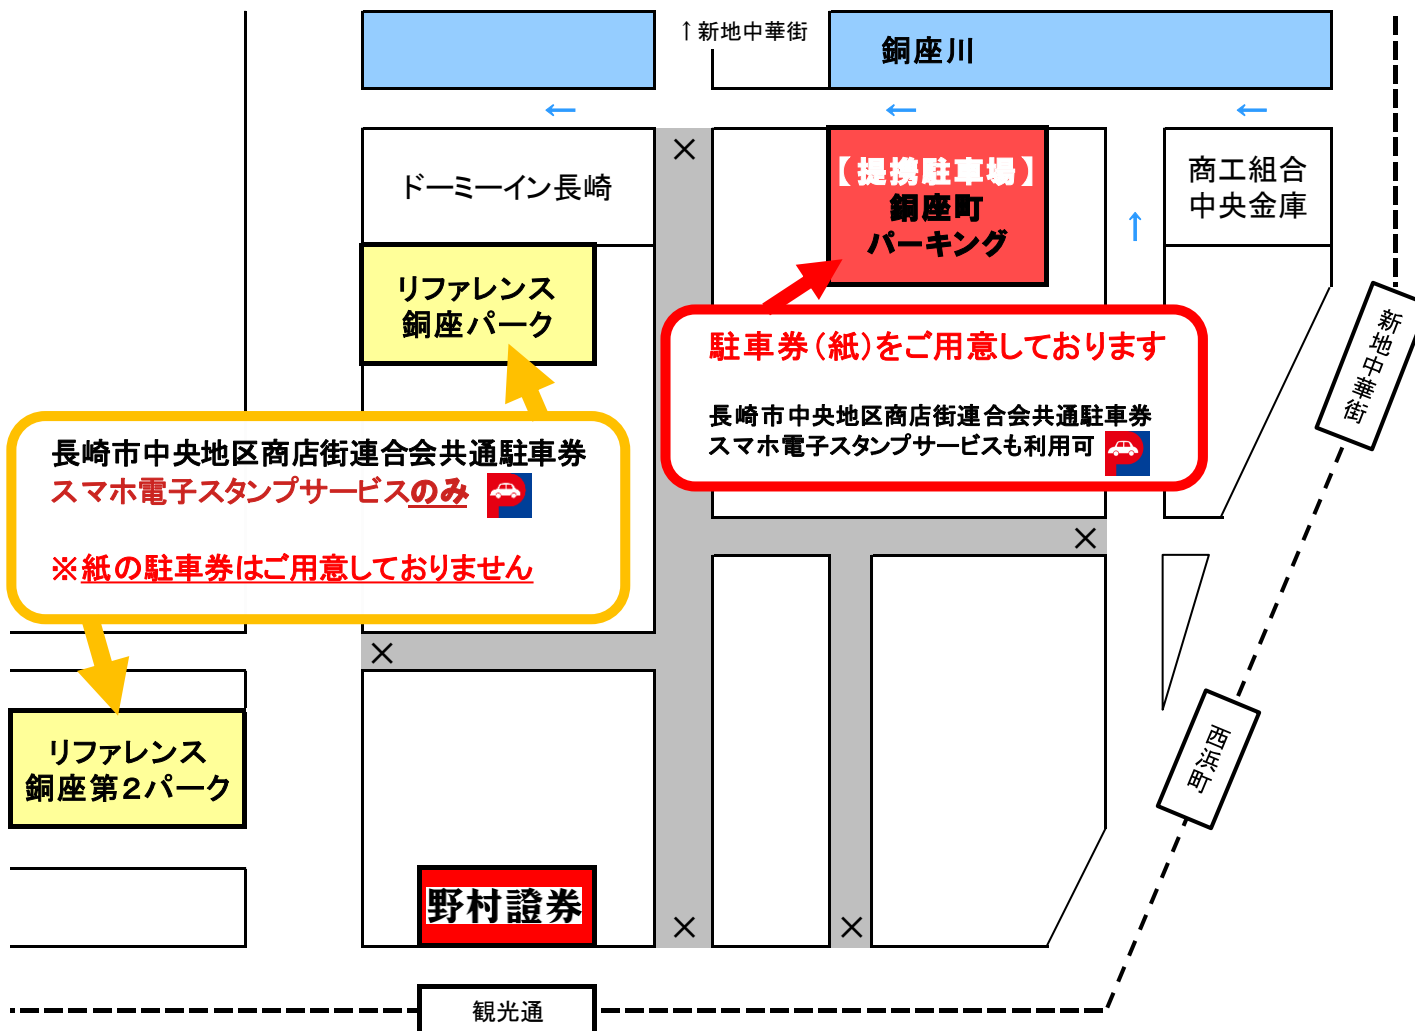 ↑新地中華街
銅座川
← ← ←
ドーミーイン長崎
【提携駐車場】
銅座町
パーキング
↑
商工組合
中央金庫
リファレンス
銅座パーク
駐車券（紙）をご用意しております
長崎市中央地区商店街連合会共通駐車券
スマホ電子スタンプサービスも利用可
新地中華街
長崎市中央地区商店街連合会共通駐車券
スマホ電子スタンプサービスのみ
※紙の駐車券はご用意しておりません
リファレンス
銅座第２パーク
西浜町
野村證券
観光通